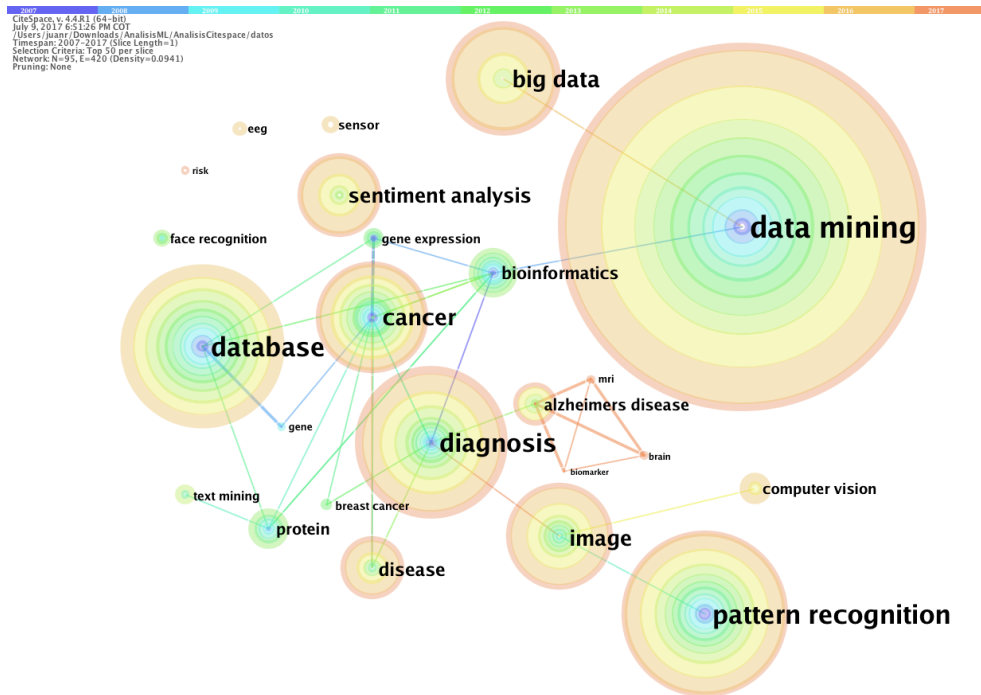 2007 2008 2009 2010 2011 2012 2013 2014 2015 2016 2017
CiteSpace, v. 4.4.R1 (64-bit)
July 9, 2017 6:51:26 PM COT
/Users/juanr/Downloads/AnalisisML/AnalisisCitespace/datos
Timespan: 2007-2017 (Slice Length=1)
Selection Criteria: Top 50 per slice
Network: N=95, E=420 (Density=0.0941)
Pruning: None
big data
eeg
sensor
risk
sentiment analysis
data mining
face recognition
gene expression
bioinformatics
cancer
database
mri
alzheimers disease
gene
diagnosis
brain
biomarker
computer vision
text mining
breast cancer
protein
image
disease
pattern recognition